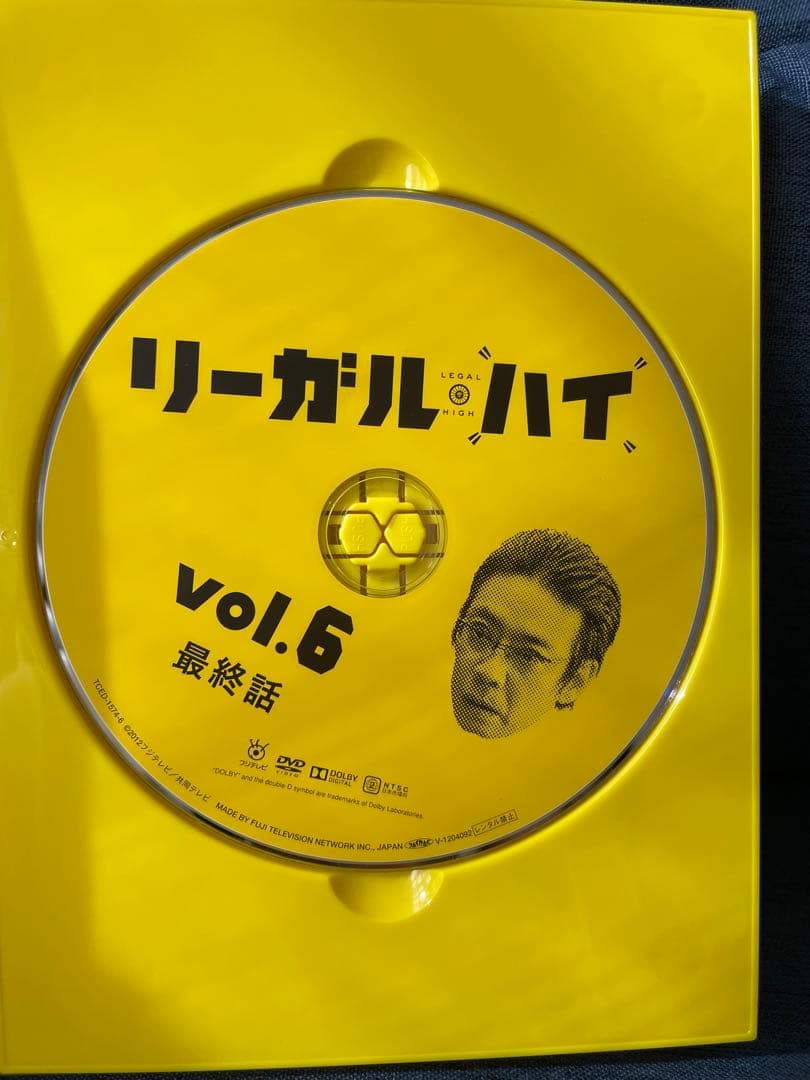 リーガル・ハイ
LEGAL
HIGH
vol.6
最終話
フジテレビ
DVD
VIDEO
DOLBY
DIGITAL
2
NTSC
日本市場向
"DOLBY" and the double-D symbol are trademarks of Dolby Laboratories.
TCED-1574-6 ©2012フジテレビ／共同テレビ MADE BY FUJI TELEVISION NETWORK INC., JAPAN V-1204092 レンタル禁止